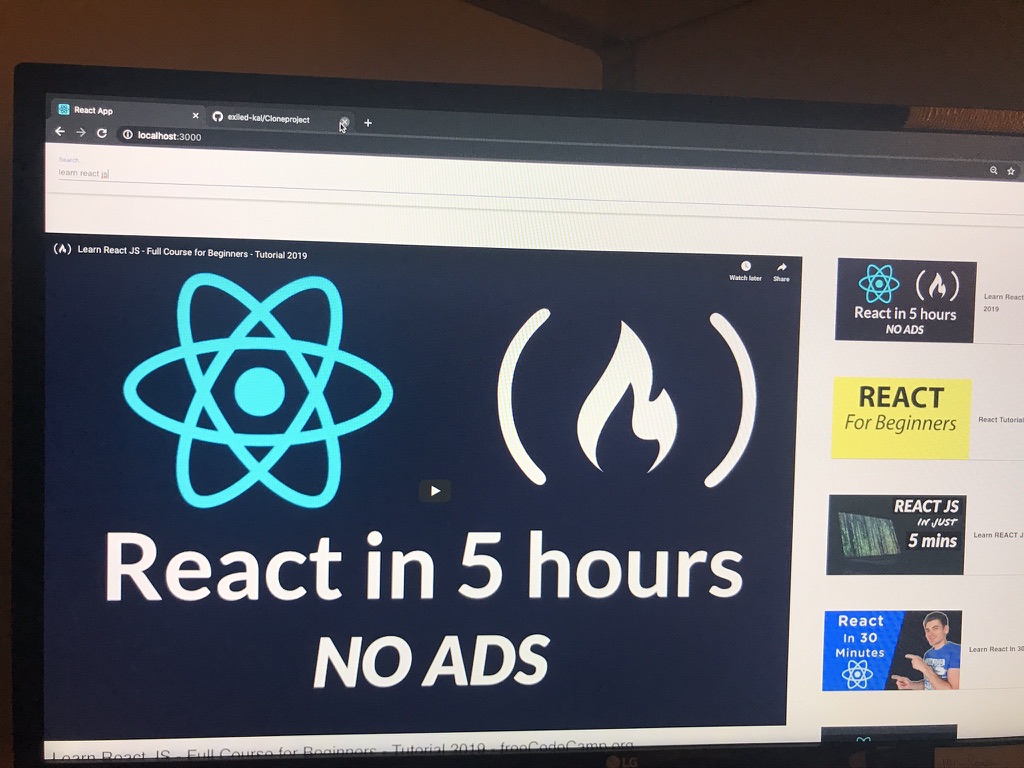 React App
exiled-kai/Cloneproject
localhost:3000
Search
learn react js
Learn React JS - Full Course for Beginners - Tutorial 2019
Watch later
Share
React in 5 hours
NO ADS
Learn React JS - Full Course for Beginners - Tutorial 2019 - freeCodeCamp.org
React in 5 hours
NO ADS
Learn React
2019
REACT
For Beginners
React Tutorial
REACT JS
IN JUST
5 mins
Learn REACT J
React
In 30
Minutes
Learn React In 30
LG